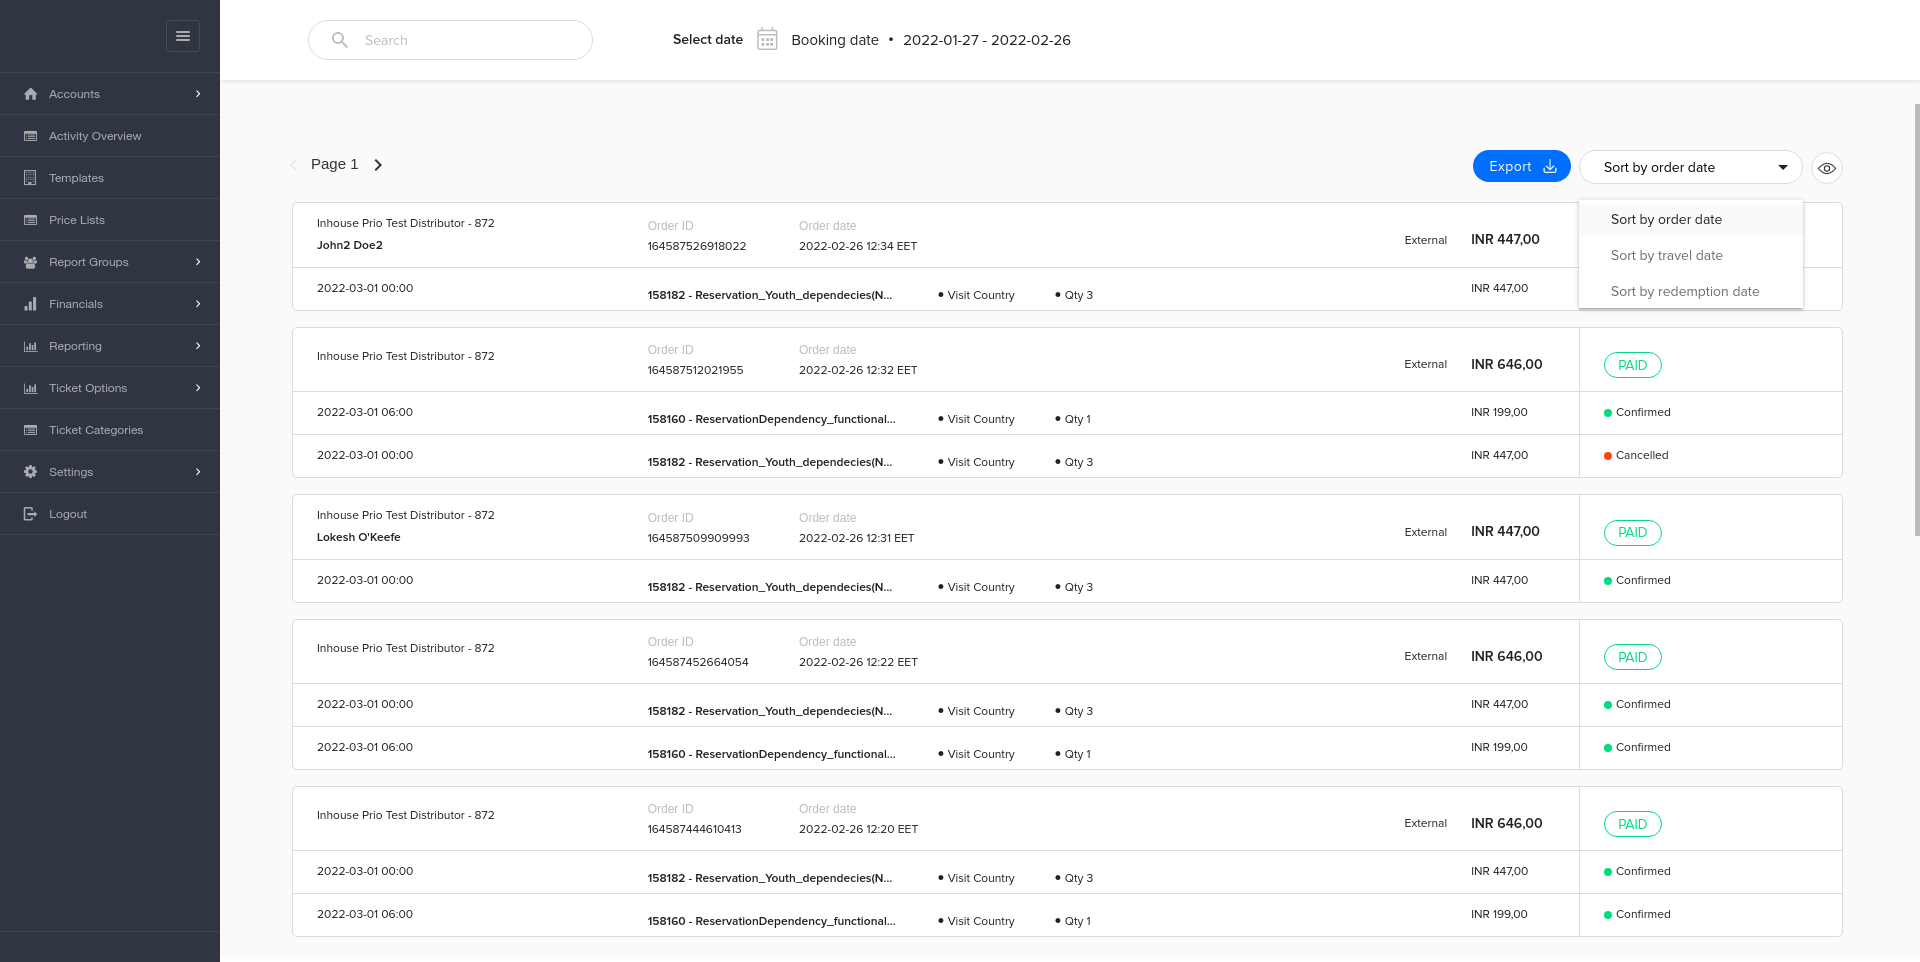 Search
Select date Booking date • 2022-01-27 - 2022-02-26
Accounts
Activity Overview
Templates
Price Lists
Report Groups
Financials
Reporting
Ticket Options
Ticket Categories
Settings
Logout
Page 1
Export
Sort by order date
Sort by order date
Sort by travel date
Sort by redemption date
Inhouse Prio Test Distributor - 872
John2 Doe2
Order ID
164587526918022
Order date
2022-02-26 12:34 EET
External
INR 447,00
2022-03-01 00:00
158182 - Reservation_Youth_dependecies(N...
• Visit Country
• Qty 3
INR 447,00
Inhouse Prio Test Distributor - 872
Order ID
164587512021955
Order date
2022-02-26 12:32 EET
External
INR 646,00
PAID
2022-03-01 06:00
158160 - ReservationDependency_functional...
• Visit Country
• Qty 1
INR 199,00
Confirmed
2022-03-01 00:00
158182 - Reservation_Youth_dependecies(N...
• Visit Country
• Qty 3
INR 447,00
Cancelled
Inhouse Prio Test Distributor - 872
Lokesh O'Keefe
Order ID
164587509909993
Order date
2022-02-26 12:31 EET
External
INR 447,00
PAID
2022-03-01 00:00
158182 - Reservation_Youth_dependecies(N...
• Visit Country
• Qty 3
INR 447,00
Confirmed
Inhouse Prio Test Distributor - 872
Order ID
164587452664054
Order date
2022-02-26 12:22 EET
External
INR 646,00
PAID
2022-03-01 00:00
158182 - Reservation_Youth_dependecies(N...
• Visit Country
• Qty 3
INR 447,00
Confirmed
2022-03-01 06:00
158160 - ReservationDependency_functional...
• Visit Country
• Qty 1
INR 199,00
Confirmed
Inhouse Prio Test Distributor - 872
Order ID
164587444610413
Order date
2022-02-26 12:20 EET
External
INR 646,00
PAID
2022-03-01 00:00
158182 - Reservation_Youth_dependecies(N...
• Visit Country
• Qty 3
INR 447,00
Confirmed
2022-03-01 06:00
158160 - ReservationDependency_functional...
• Visit Country
• Qty 1
INR 199,00
Confirmed